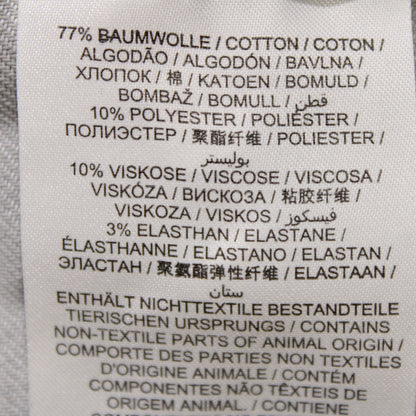 77% BAUMWOLLE / COTTON / COTON /
ALGODÃO / ALGODÓN / BAVLNA /
ХЛОПОК / 棉 / KATOEN / BOMULD /
BOMBAŽ / BOMULL / قطن /
10% POLYESTER / POLIÉSTER /
ПОЛИЭСТЕР / 聚酯纤维 / POLIESTER /
بوليستر
10% VISKOSE / VISCOSE / VISCOSA /
VISKÓZA / ВИСКОЗА / 粘胶纤维 /
VISKOZA / VISKOS / فيسكوز /
3% ELASTHAN / ELASTANE /
ÉLASTHANNE / ELASTANO / ELASTAN /
ЭЛАСТАН / 聚氨酯弹性纤维 / ELASTAAN /
ستان
ENTHÄLT NICHTTEXTILE BESTANDTEILE
TIERISCHEN URSPRUNGS / CONTAINS
NON-TEXTILE PARTS OF ANIMAL ORIGIN /
COMPORTE DES PARTIES NON TEXTILES
D'ORIGINE ANIMALE / CONTÉM
COMPONENTES NÃO TÊXTEIS DE
ORIGEM ANIMAL. / CONTIENE